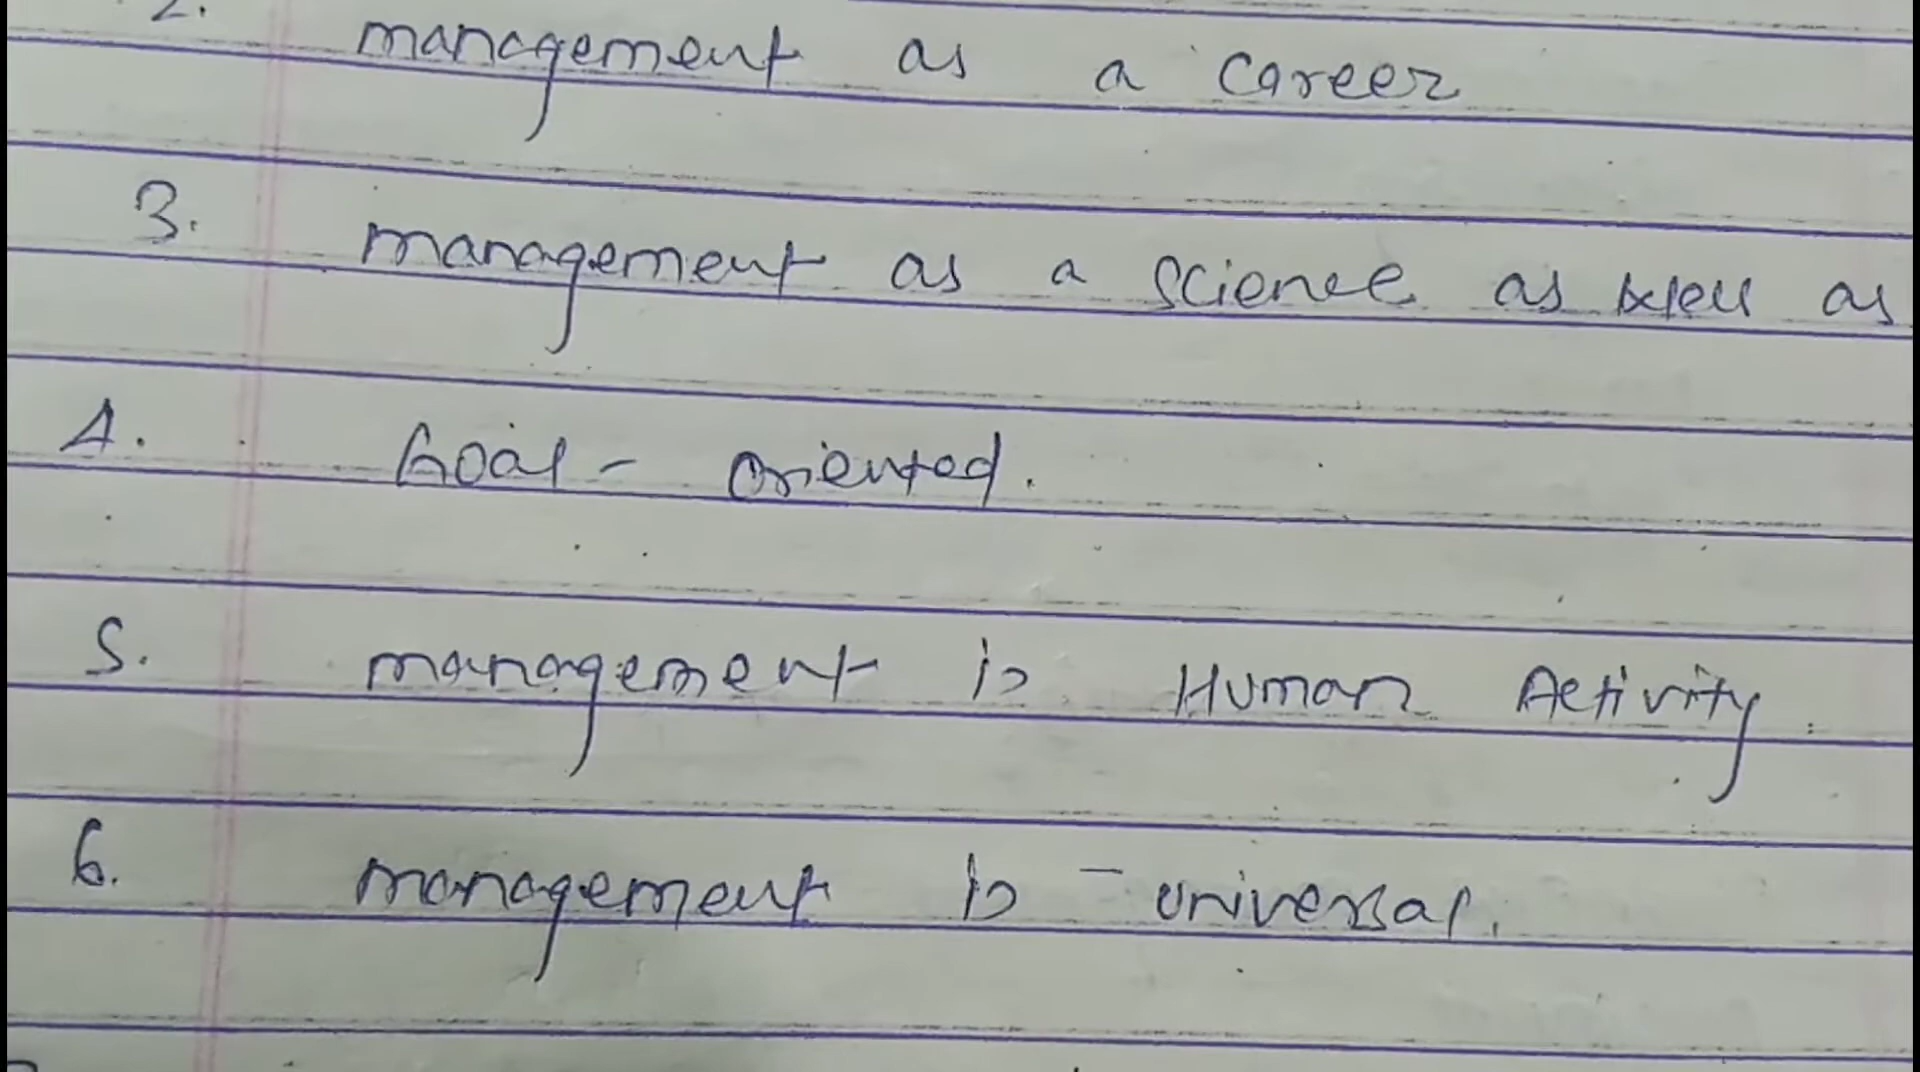 2. management as a career
3. management as a science as well as
4. Goal - oriented.
5. management is Human Activity.
6. management is - universal.